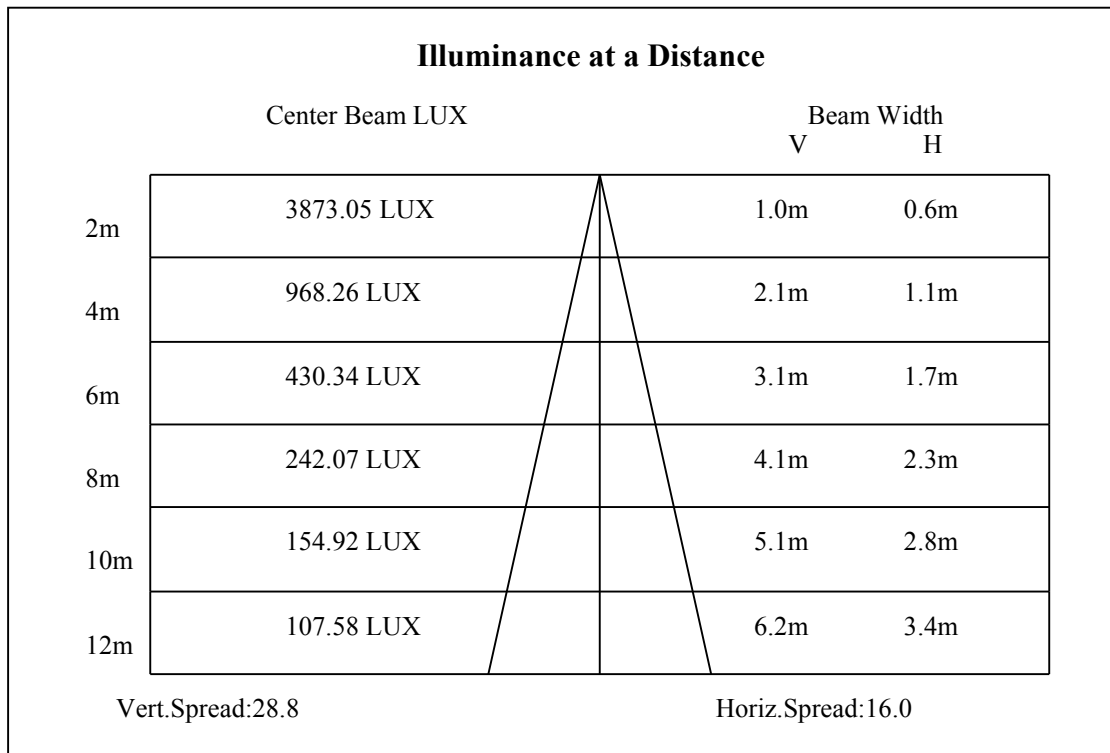 Illuminance at a Distance
Center Beam LUX Beam Width
V H
2m 3873.05 LUX 1.0m 0.6m
4m 968.26 LUX 2.1m 1.1m
6m 430.34 LUX 3.1m 1.7m
8m 242.07 LUX 4.1m 2.3m
10m 154.92 LUX 5.1m 2.8m
12m 107.58 LUX 6.2m 3.4m
Vert.Spread:28.8 Horiz.Spread:16.0